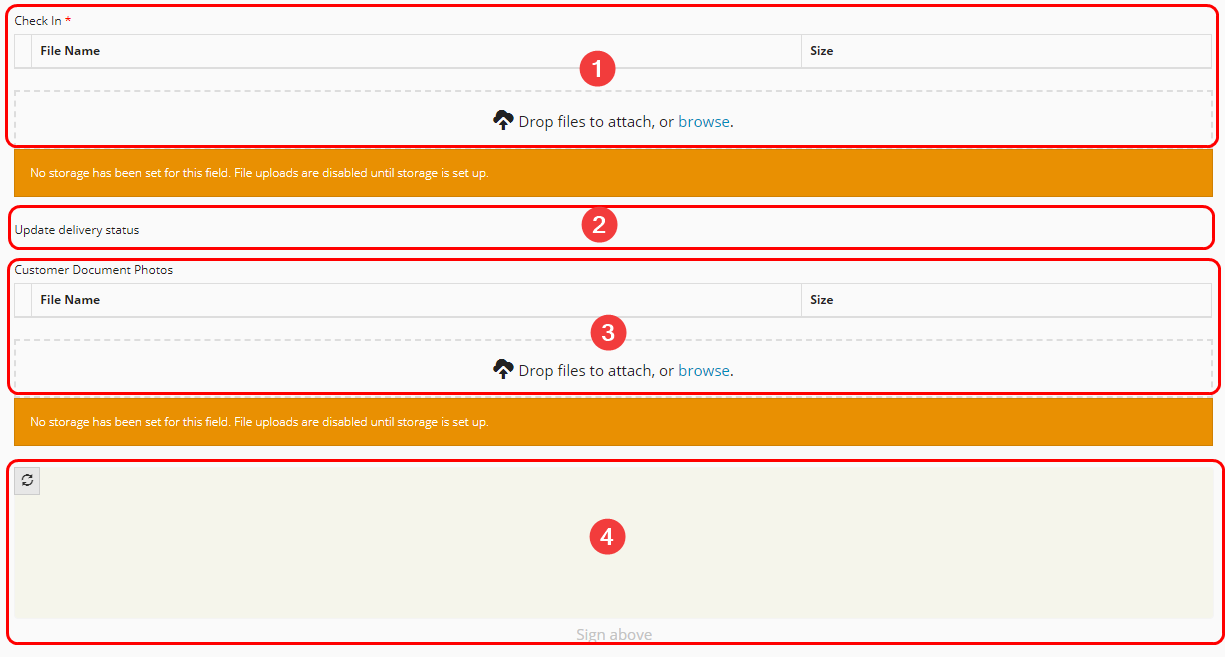 Check In *
File Name Size
1
Drop files to attach, or browse.
No storage has been set for this field. File uploads are disabled until storage is set up.
2
Update delivery status
Customer Document Photos
File Name Size
3
Drop files to attach, or browse.
No storage has been set for this field. File uploads are disabled until storage is set up.
4
Sign above